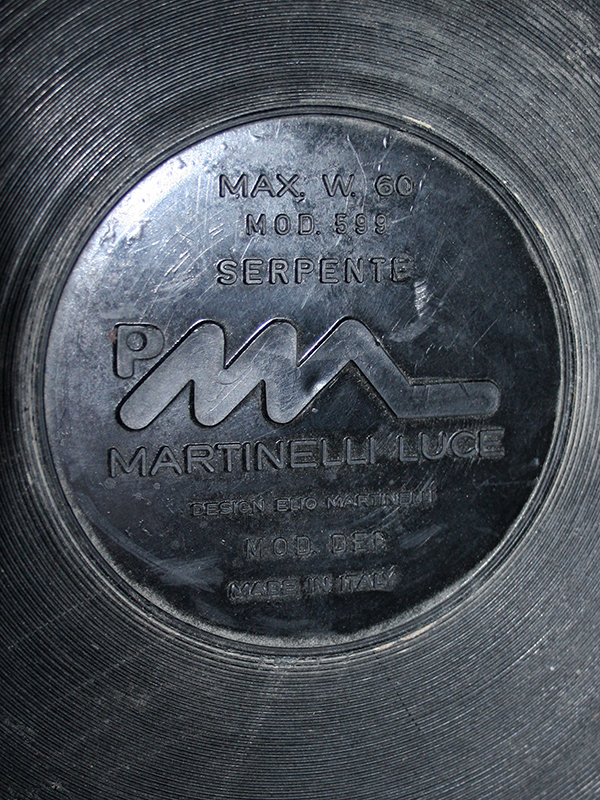 MAX. W. 60
MOD. 599
SERPENTE
P
MARTINELLI LUCE
DESIGN ELIO MARTINELLI
MOD. DEP.
MADE IN ITALY